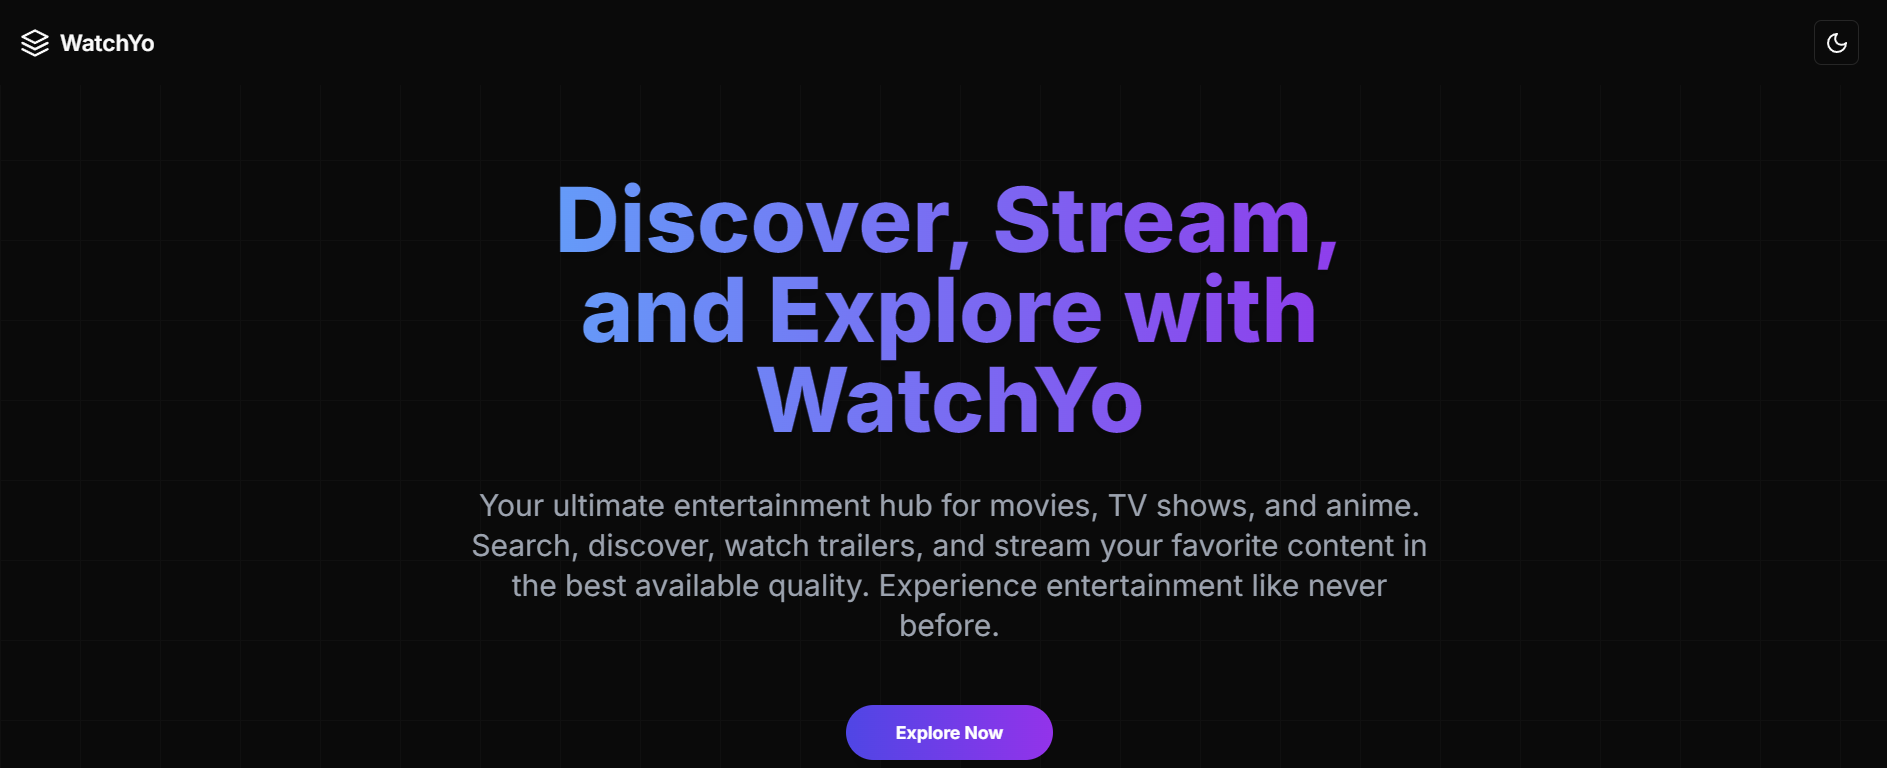 WatchYo
Discover, Stream,
and Explore with
WatchYo
Your ultimate entertainment hub for movies, TV shows, and anime.
Search, discover, watch trailers, and stream your favorite content in
the best available quality. Experience entertainment like never
before.
Explore Now